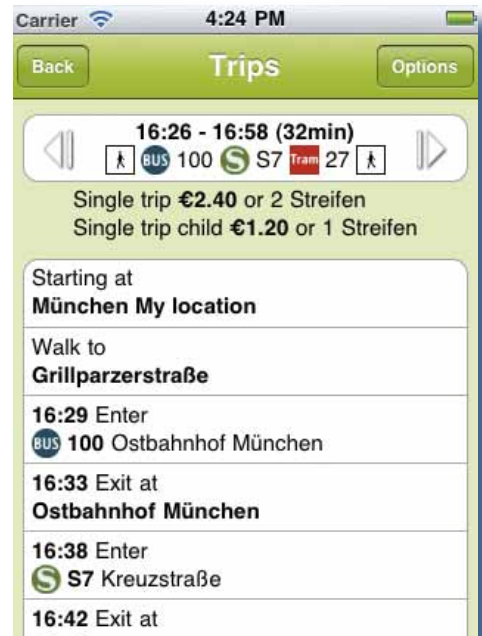 Carrier 4:24 PM
Back Trips Options
16:26 - 16:58 (32min)
BUS 100 S S7 Tram 27
Single trip €2.40 or 2 Streifen
Single trip child €1.20 or 1 Streifen
Starting at
München My location
Walk to
Grillparzerstraße
16:29 Enter
BUS 100 Ostbahnhof München
16:33 Exit at
Ostbahnhof München
16:38 Enter
S S7 Kreuzstraße
16:42 Exit at